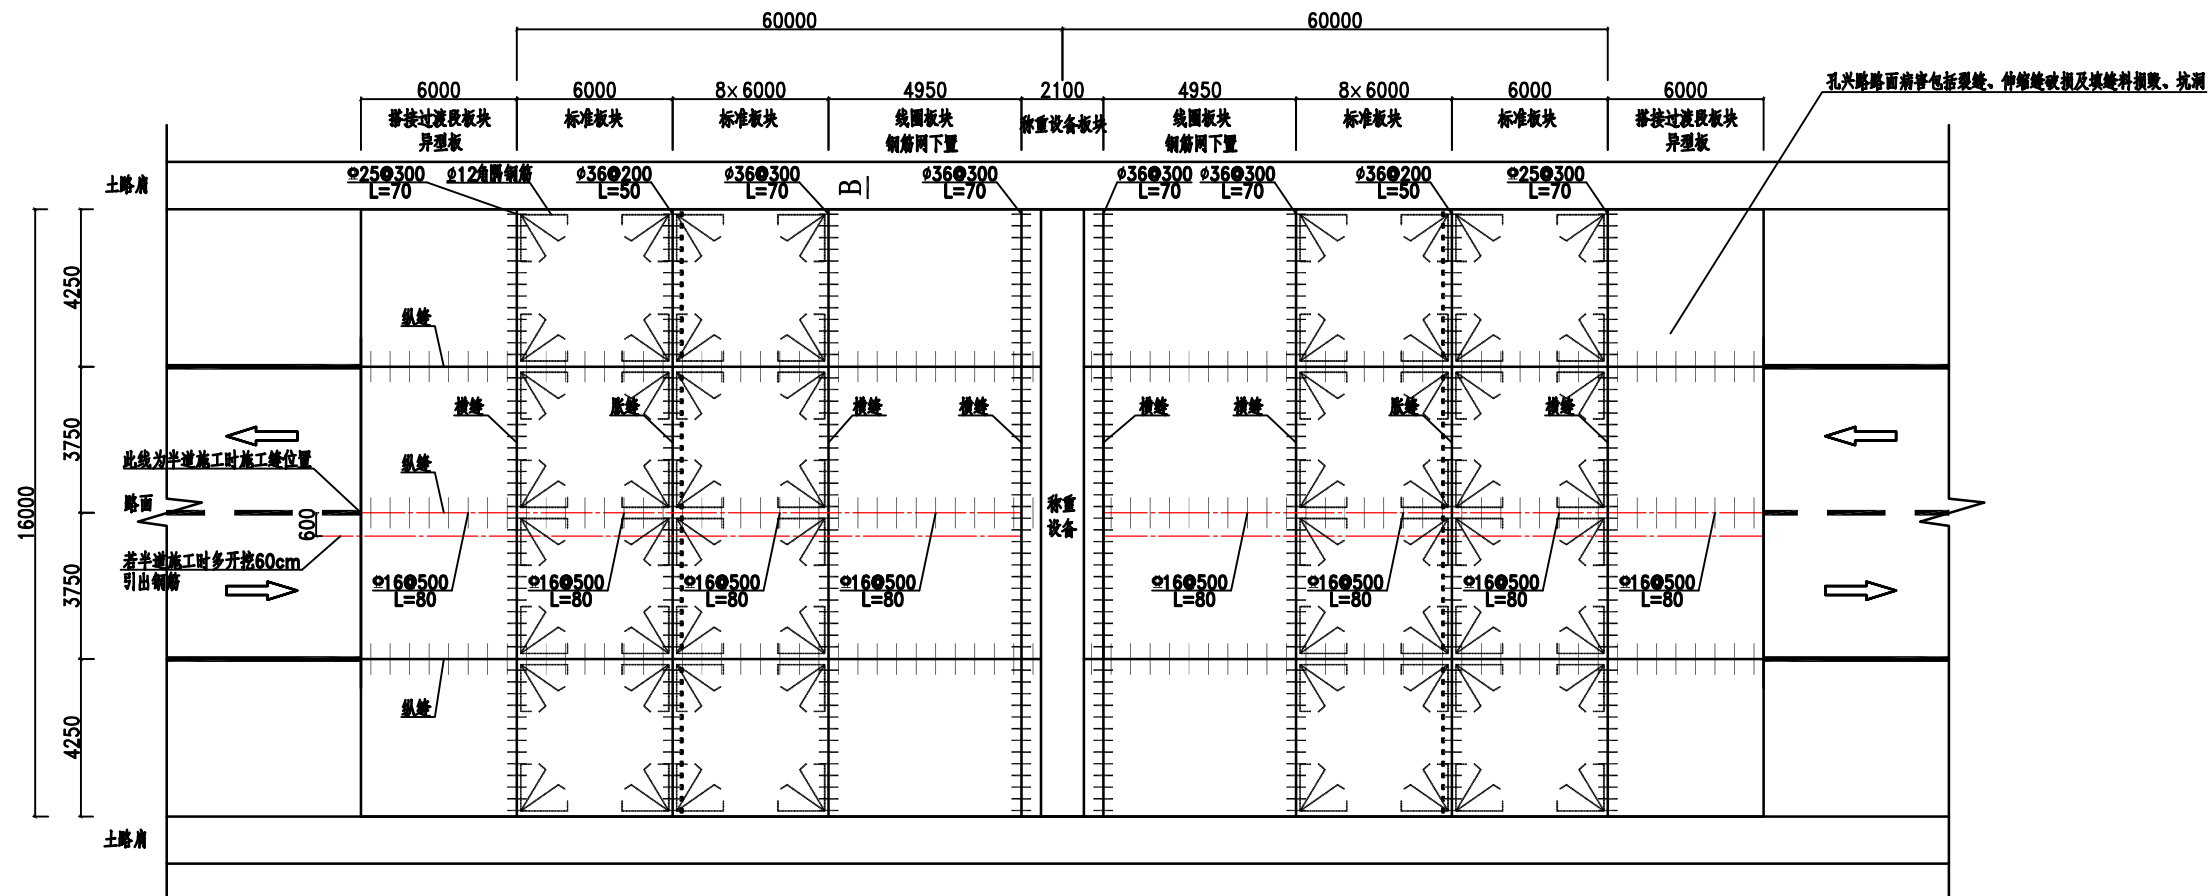 60000
60000
6000
6000
8×6000
4950
2100
4950
8×6000
6000
6000
孔兴路路面病害包括裂缝、伸缩缝破损及填缝料损毁、坑洞
搭接过渡段板块
异型板
标准板块
标准板块
线圈板块
钢筋网下置
称重设备板块
线圈板块
钢筋网下置
标准板块
标准板块
搭接过渡段板块
异型板
土路肩
Φ25@300
L=70
ø12角隅钢筋
ø36@200
L=50
ø36@300
L=70
B
ø36@300
L=70
ø36@300
L=70
ø36@300
L=70
ø36@200
L=50
Φ25@300
L=70
4250
纵缝
横缝
胀缝
横缝
横缝
横缝
横缝
胀缝
横缝
3750
此线为半道施工时施工缝位置
纵缝
16000
路面
600
称重
设备
若半道施工时多开挖60cm
引出钢筋
3750
Φ16@500
L=80
Φ16@500
L=80
Φ16@500
L=80
Φ16@500
L=80
Φ16@500
L=80
Φ16@500
L=80
Φ16@500
L=80
Φ16@500
L=80
纵缝
4250
土路肩